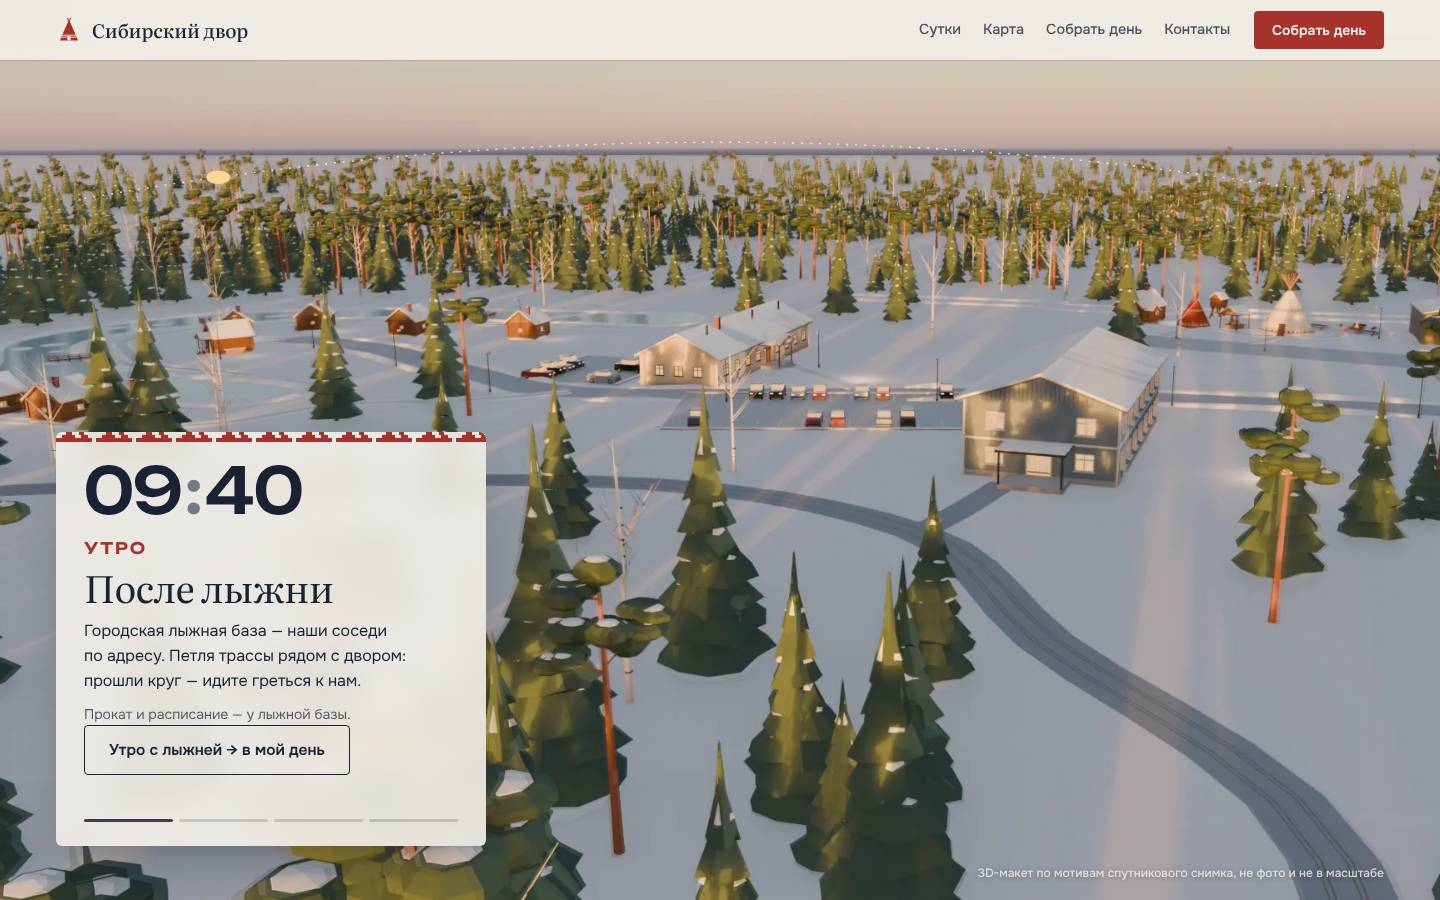 Сибирский двор
Сутки
Карта
Собрать день
Контакты
Собрать день
09:40
УТРО
После лыжни
Городская лыжная база — наши соседи
по адресу. Петля трассы рядом с двором:
прошли круг — идите греться к нам.
Прокат и расписание — у лыжной базы.
Утро с лыжней → в мой день
3D-макет по мотивам спутникового снимка, не фото и не в масштабе